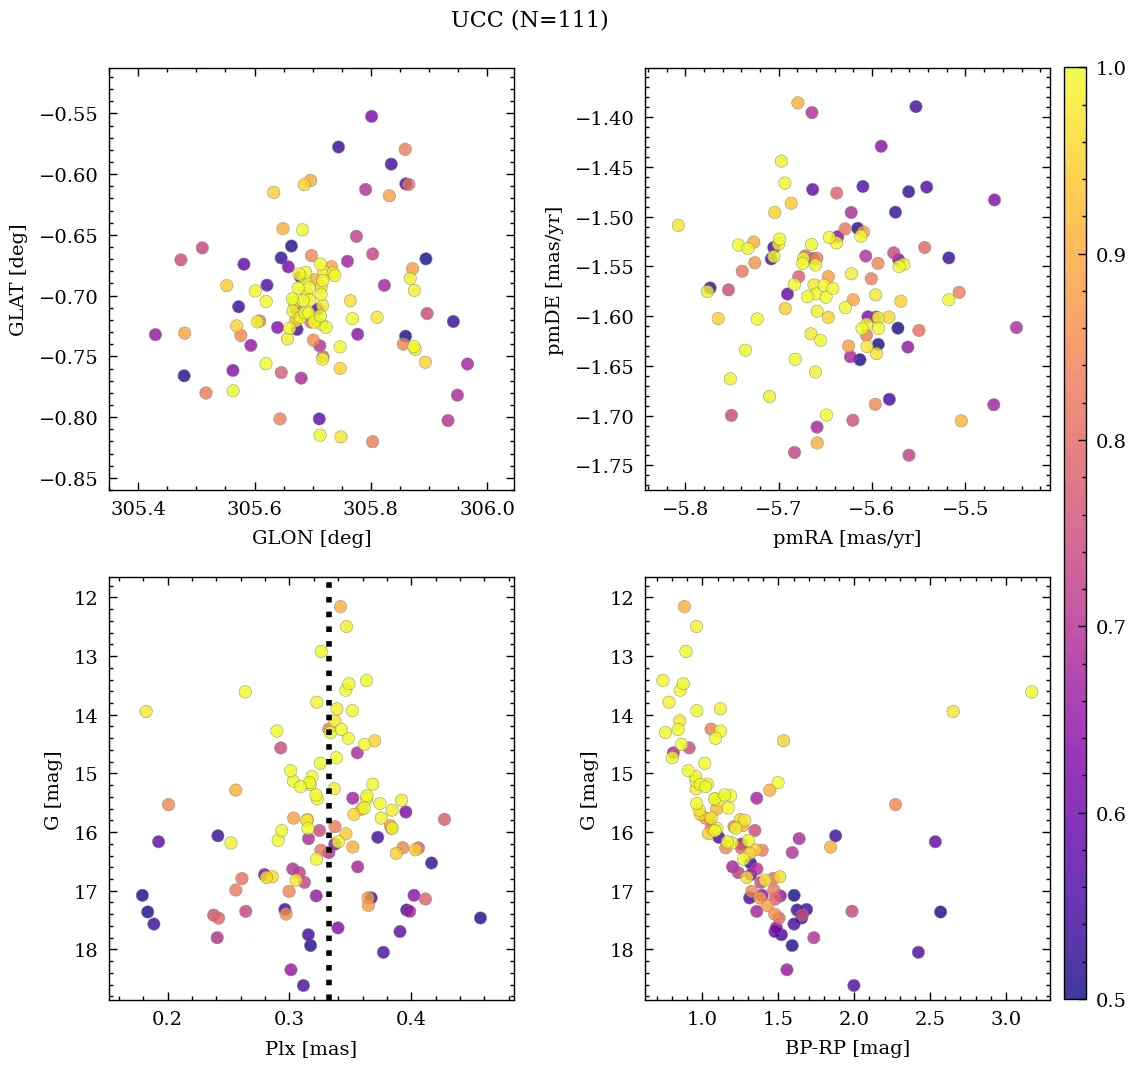 UCC (N=111)
−0.55
−0.60
−0.65
−0.70
−0.75
−0.80
−0.85
GLAT [deg]
305.4 305.6 305.8 306.0
GLON [deg]
−1.40
−1.45
−1.50
−1.55
−1.60
−1.65
−1.70
−1.75
pmDE [mas/yr]
−5.8 −5.7 −5.6 −5.5
pmRA [mas/yr]
12
13
14
15
16
17
18
G [mag]
0.2 0.3 0.4
Plx [mas]
12
13
14
15
16
17
18
G [mag]
1.0 1.5 2.0 2.5 3.0
BP-RP [mag]
1.0
0.9
0.8
0.7
0.6
0.5